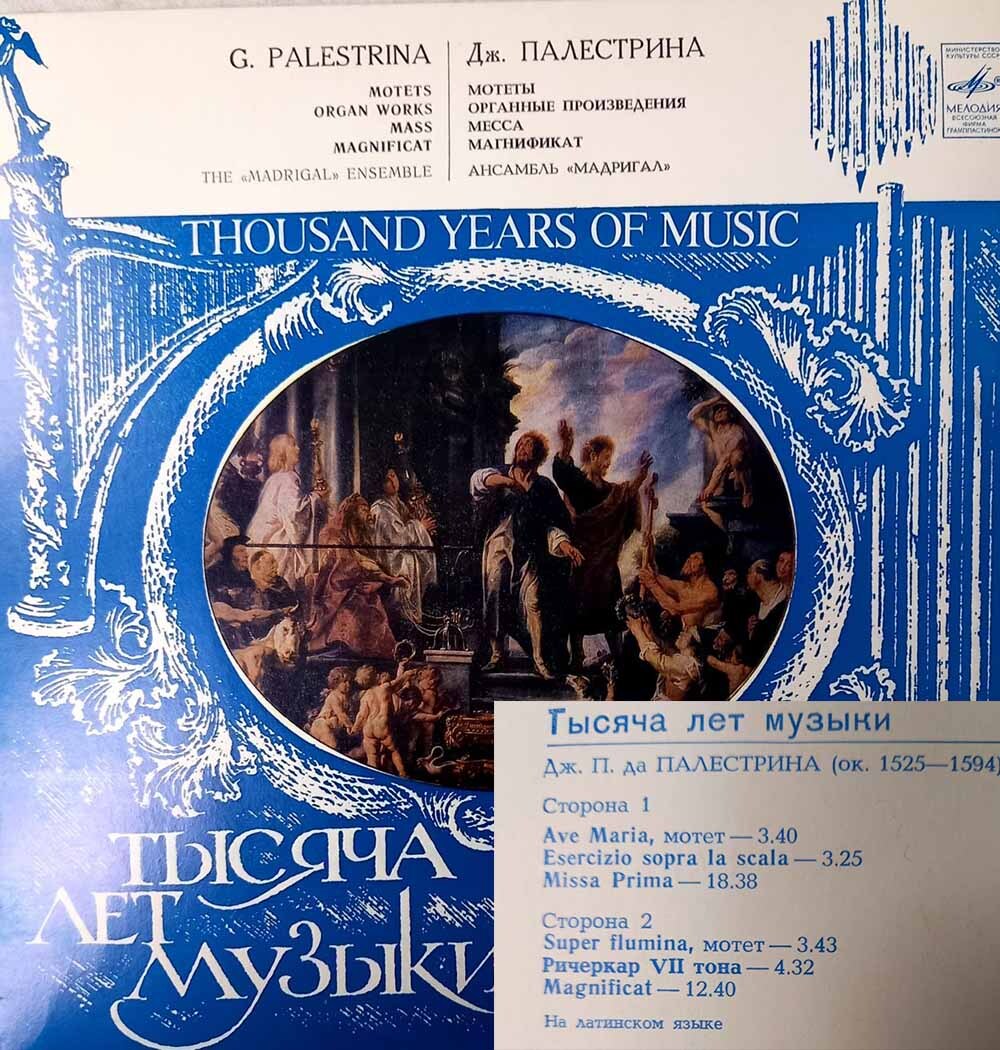 G. PALESTRINA
MOTETS
ORGAN WORKS
MASS
MAGNIFICAT
THE «MADRIGAL» ENSEMBLE
Дж. ПАЛЕСТРИНА
МОТЕТЫ
ОРГАННЫЕ ПРОИЗВЕДЕНИЯ
МЕССА
МАГНИФИКАТ
АНСАМБЛЬ «МАДРИГАЛ»
МИНИСТЕРСТВО
КУЛЬТУРЫ СССР
МЕЛОДИЯ
ВСЕСОЮЗНАЯ
ФИРМА
ГРАМПЛАСТИНОК
THOUSAND YEARS OF MUSIC
ТЫСЯЧА
ЛЕТ
МУЗЫКИ
Тысяча лет музыки
Дж. П. да ПАЛЕСТРИНА (ок. 1525—1594)
Сторона 1
Ave Maria, мотет — 3.40
Esercizio sopra la scala — 3.25
Missa Prima — 18.38
Сторона 2
Super flumina, мотет — 3.43
Ричеркар VII тона — 4.32
Magnificat — 12.40
На латинском языке